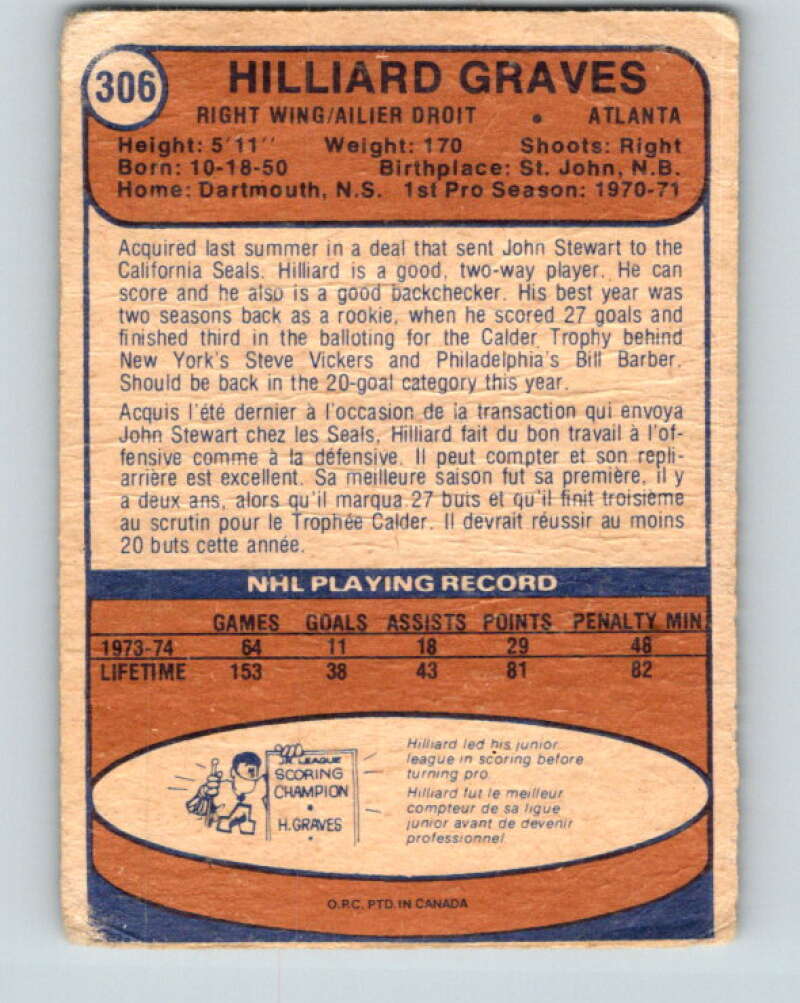 306
HILLIARD GRAVES
RIGHT WING/AILIER DROIT • ATLANTA
Height: 5'11'' Weight: 170 Shoots: Right
Born: 10-18-50 Birthplace: St. John, N.B.
Home: Dartmouth, N.S. 1st Pro Season: 1970-71
Acquired last summer in a deal that sent John Stewart to the
California Seals. Hilliard is a good, two-way player. He can
score and he also is a good backchecker. His best year was
two seasons back as a rookie, when he scored 27 goals and
finished third in the balloting for the Calder Trophy behind
New York's Steve Vickers and Philadelphia's Bill Barber.
Should be back in the 20-goal category this year.
Acquis l'été dernier à l'occasion de la transaction qui envoya
John Stewart chez les Seals, Hilliard fait du bon travail à l'of-
fensive comme à la défensive. Il peut compter et son repli-
arrière est excellent. Sa meilleure saison fut sa première, il y
a deux ans, alors qu'il marqua 27 buts et qu'il finit troisième
au scrutin pour le Trophée Calder. Il devrait réussir au moins
20 buts cette année.
NHL PLAYING RECORD
GAMES GOALS ASSISTS POINTS PENALTY MIN.
1973-74 64 11 18 29 48
LIFETIME 153 38 43 81 82
JR. LEAGUE
SCORING
CHAMPION
•
H. GRAVES
•
Hilliard led his junior
league in scoring before
turning pro.
Hilliard fut le meilleur
compteur de sa ligue
junior avant de devenir
professionnel.
O.P.C. PTD. IN CANADA